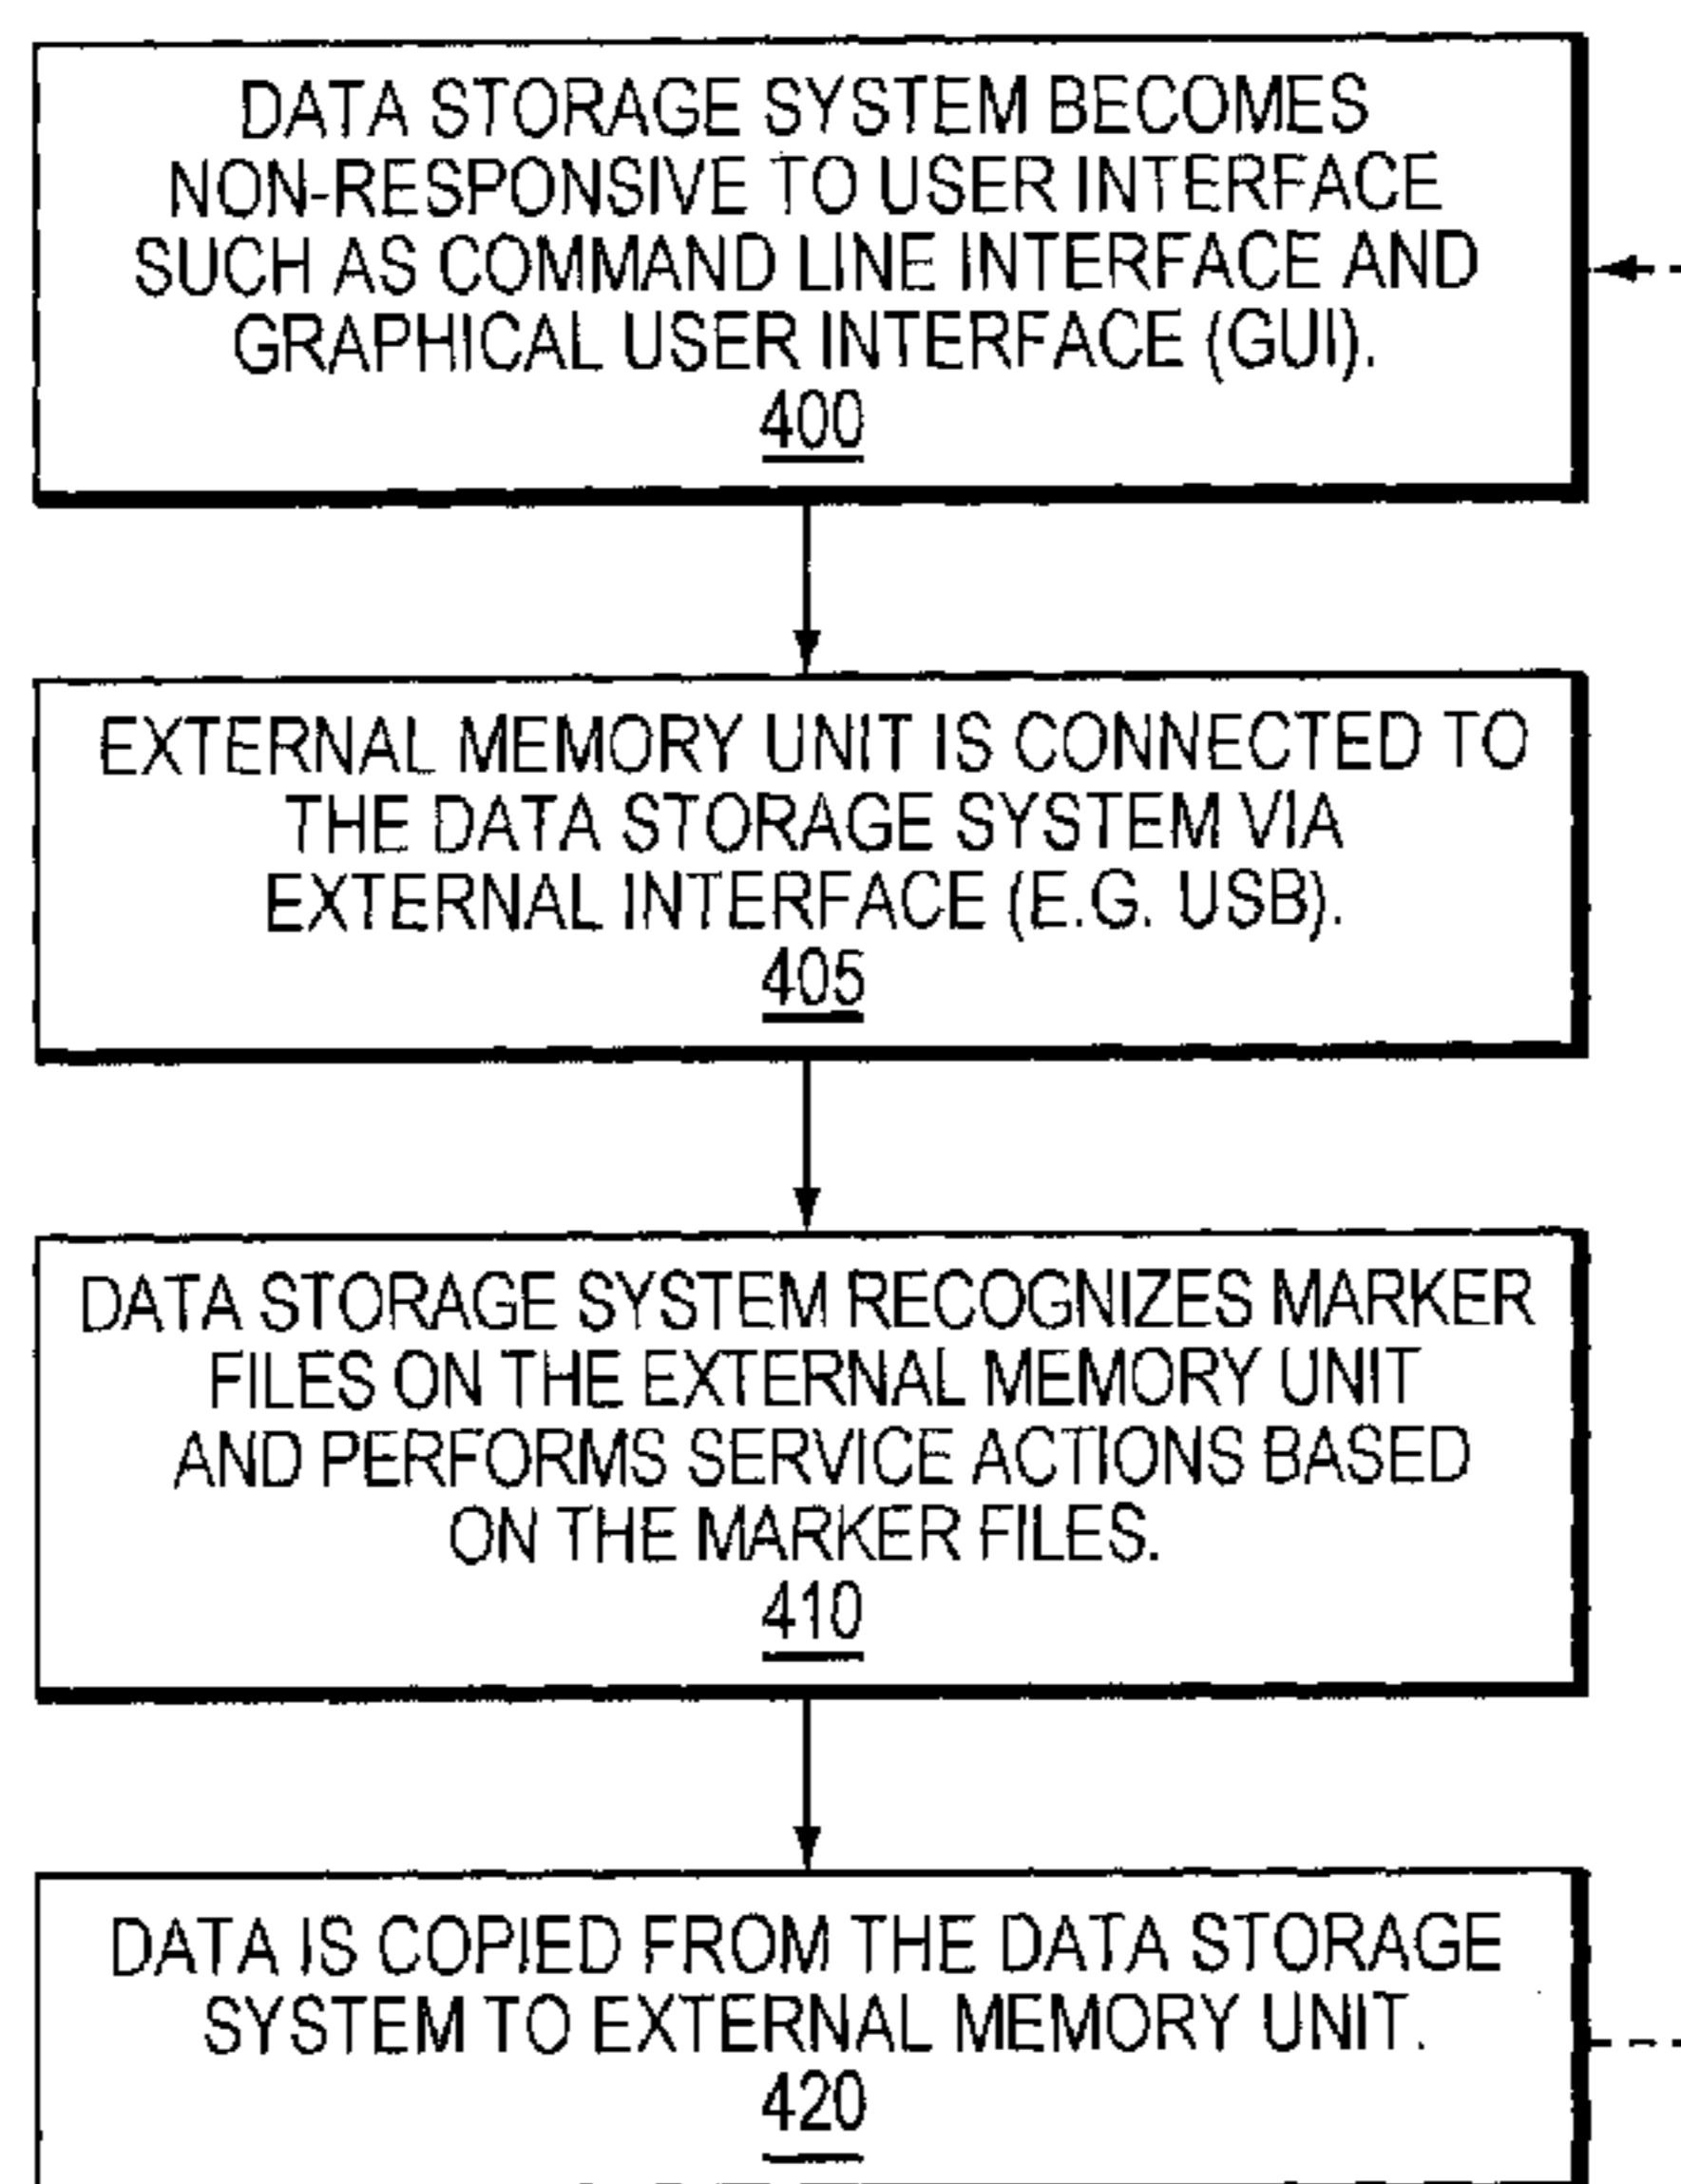 DATA STORAGE SYSTEM BECOMES
NON-RESPONSIVE TO USER INTERFACE
SUCH AS COMMAND LINE INTERFACE AND
GRAPHICAL USER INTERFACE (GUI).
400
EXTERNAL MEMORY UNIT IS CONNECTED TO
THE DATA STORAGE SYSTEM VIA
EXTERNAL INTERFACE (E.G. USB).
405
DATA STORAGE SYSTEM RECOGNIZES MARKER
FILES ON THE EXTERNAL MEMORY UNIT
AND PERFORMS SERVICE ACTIONS BASED
ON THE MARKER FILES.
410
DATA IS COPIED FROM THE DATA STORAGE
SYSTEM TO EXTERNAL MEMORY UNIT.
420